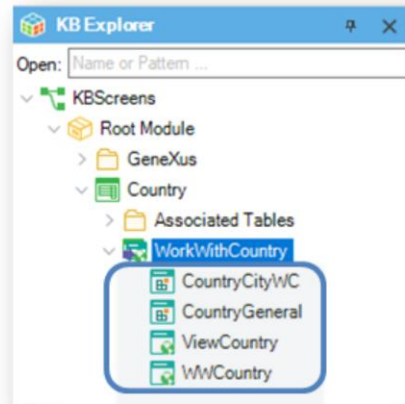 KB Explorer
Open: Name or Pattern ...
KBScreens
Root Module
GeneXus
Country
Associated Tables
WorkWithCountry
CountryCityWC
CountryGeneral
ViewCountry
WWCountry